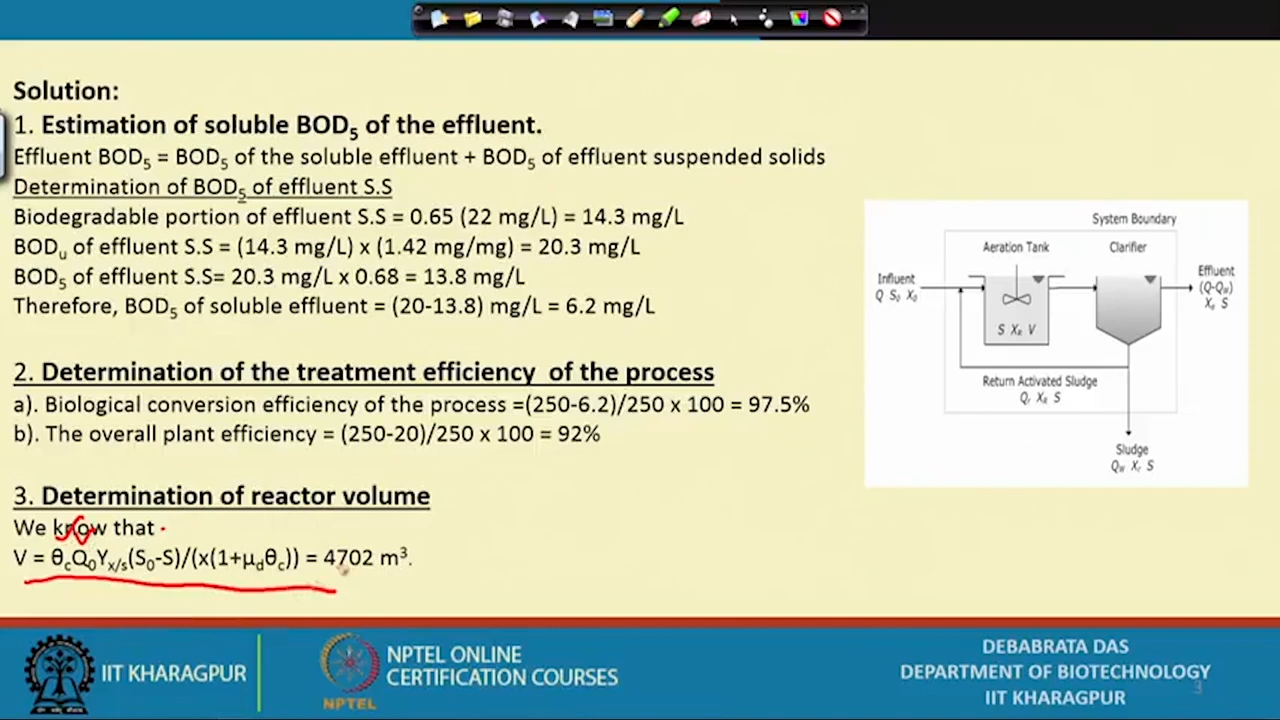 Solution:
1. Estimation of soluble BOD₅ of the effluent.
Effluent BOD₅ = BOD₅ of the soluble effluent + BOD₅ of effluent suspended solids
Determination of BOD₅ of effluent S.S
Biodegradable portion of effluent S.S = 0.65 (22 mg/L) = 14.3 mg/L
BODᵤ of effluent S.S = (14.3 mg/L) x (1.42 mg/mg) = 20.3 mg/L
BOD₅ of effluent S.S= 20.3 mg/L x 0.68 = 13.8 mg/L
Therefore, BOD₅ of soluble effluent = (20-13.8) mg/L = 6.2 mg/L
2. Determination of the treatment efficiency of the process
a). Biological conversion efficiency of the process =(250-6.2)/250 x 100 = 97.5%
b). The overall plant efficiency = (250-20)/250 x 100 = 92%
3. Determination of reactor volume
We know that
V = θcQ₀Yx/s(S₀-S)/(x(1+μdθc)) = 4702 m³.
System Boundary
Aeration Tank
Clarifier
Influent
Q S₀ X₀
Effluent
(Q-Qw)
Xe S
S XR V
Return Activated Sludge
Qr XR S
Sludge
Qw Xr S
IIT KHARAGPUR
NPTEL
NPTEL ONLINE
CERTIFICATION COURSES
DEBABRATA DAS
DEPARTMENT OF BIOTECHNOLOGY
IIT KHARAGPUR
3